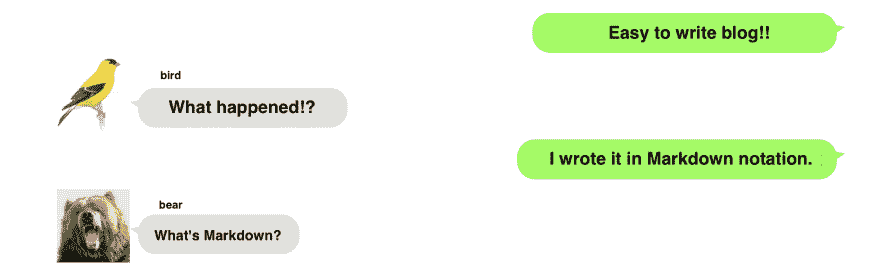 Easy to write blog!!
bird
What happened!?
I wrote it in Markdown notation.
bear
What's Markdown?